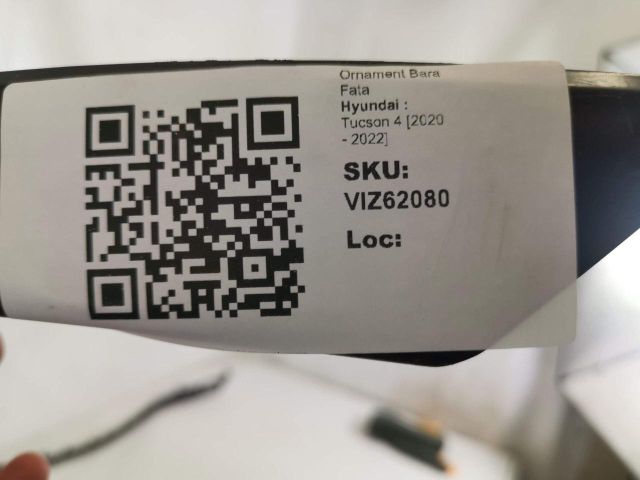 Ornament Bara
Fata
Hyundai :
Tucson 4 [2020
- 2022]
SKU:
VIZ62080
Loc: